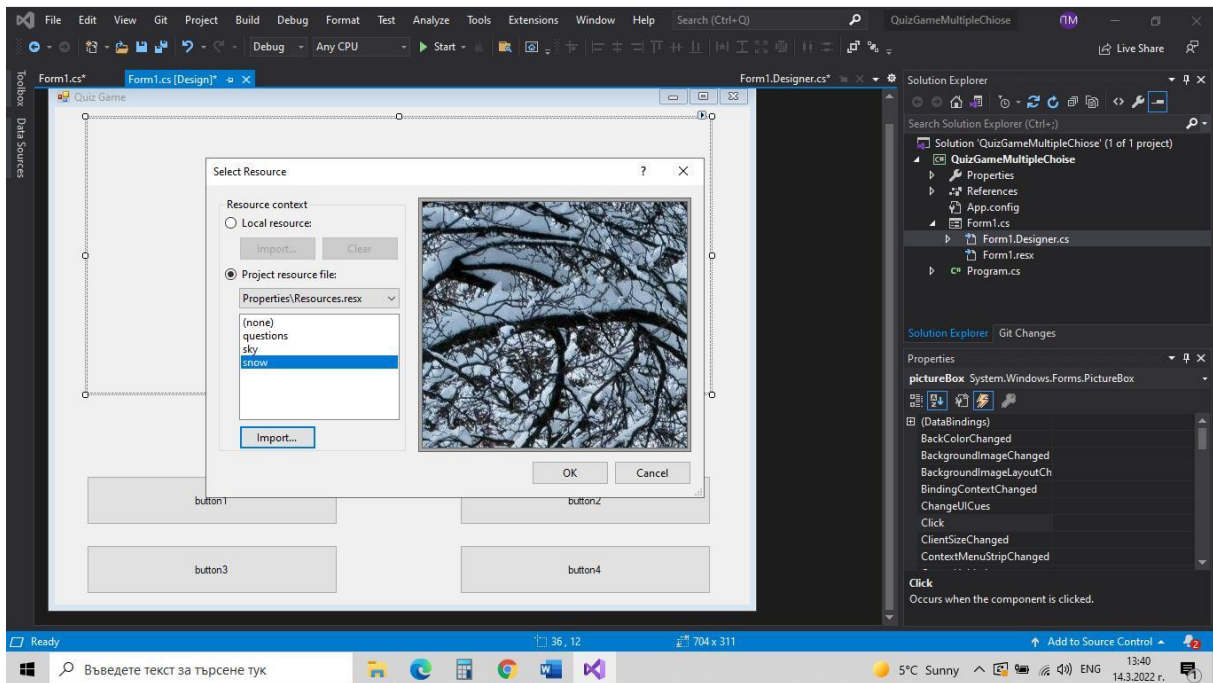 File Edit View Git Project Build Debug Format Test Analyze Tools Extensions Window Help Search (Ctrl+Q) QuizGameMultipleChiose ПМ
Debug Any CPU Start Live Share
Toolbox
Data Sources
Form1.cs* Form1.cs [Design]* Form1.Designer.cs*
Quiz Game
Select Resource ?
Resource context
Local resource:
Import... Clear
Project resource file:
Properties\Resources.resx
(none)
questions
sky
snow
Import...
OK Cancel
button1 button2
button3 button4
Solution Explorer
Search Solution Explorer (Ctrl+;)
Solution 'QuizGameMultipleChiose' (1 of 1 project)
QuizGameMultipleChoise
Properties
References
App.config
Form1.cs
Form1.Designer.cs
Form1.resx
C# Program.cs
Solution Explorer Git Changes
Properties
pictureBox System.Windows.Forms.PictureBox
(DataBindings)
BackColorChanged
BackgroundImageChanged
BackgroundImageLayoutCh
BindingContextChanged
ChangeUICues
Click
ClientSizeChanged
ContextMenuStripChanged
Click
Occurs when the component is clicked.
Ready 36 , 12 704 x 311 Add to Source Control 2
Въведете текст за търсене тук 5°C Sunny ENG 13:40
14.3.2022 г. 1